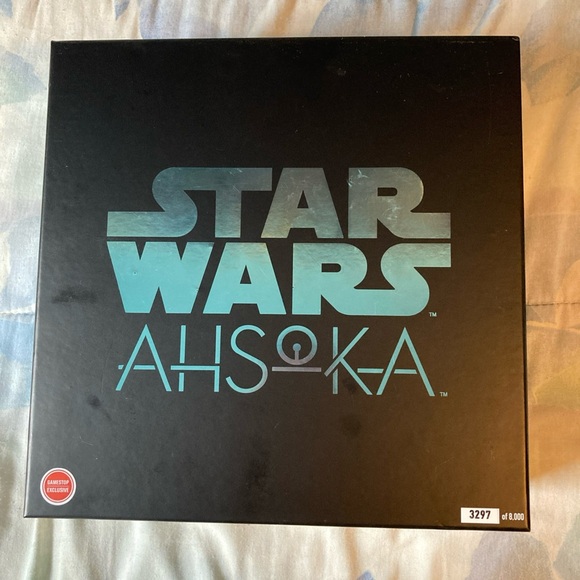 STAR
WARS™
AHSOKA™
GAMESTOP
EXCLUSIVE
3297 of 8,000